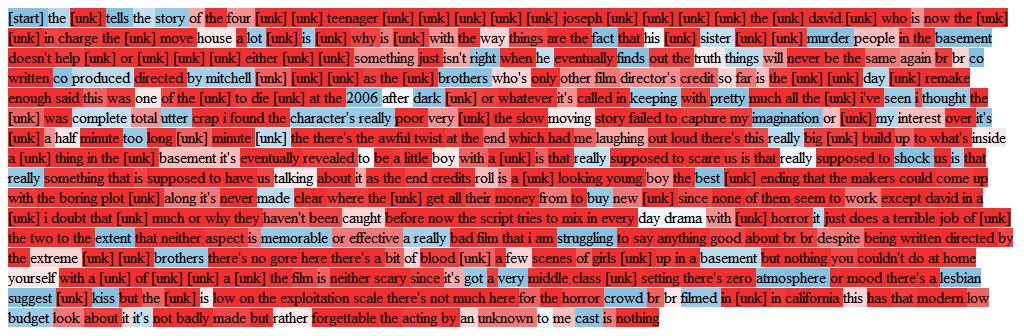 [start] the [unk] tells the story of the four [unk] [unk] teenager [unk] [unk] [unk] [unk] [unk] joseph [unk] [unk] [unk] [unk] the [unk] david [unk] who is now the [unk]
[unk] in charge the [unk] move house a lot [unk] is [unk] why is [unk] with the way things are the fact that his [unk] sister [unk] [unk] murder people in the basement
doesn't help [unk] or [unk] [unk] [unk] either [unk] [unk] something just isn't right when he eventually finds out the truth things will never be the same again br br co
written co produced directed by mitchell [unk] [unk] [unk] as the [unk] brothers who's only other film director's credit so far is the [unk] [unk] day [unk] remake
enough said this was one of the [unk] to die [unk] at the 2006 after dark [unk] or whatever it's called in keeping with pretty much all the [unk] i've seen i thought the
[unk] was complete total utter crap i found the character's really poor very [unk] the slow moving story failed to capture my imagination or [unk] my interest over it's
[unk] a half minute too long [unk] minute [unk] the there's the awful twist at the end which had me laughing out loud there's this really big [unk] build up to what's inside
a [unk] thing in the [unk] basement it's eventually revealed to be a little boy with a [unk] is that really supposed to scare us is that really supposed to shock us is that
really something that is supposed to have us talking about it as the end credits roll is a [unk] looking young boy the best [unk] ending that the makers could come up
with the boring plot [unk] along it's never made clear where the [unk] get all their money from to buy new [unk] since none of them seem to work except david in a
[unk] i doubt that [unk] much or why they haven't been caught before now the script tries to mix in every day drama with [unk] horror it just does a terrible job of [unk]
the two to the extent that neither aspect is memorable or effective a really bad film that i am struggling to say anything good about br br despite being written directed by
the extreme [unk] [unk] brothers there's no gore here there's a bit of blood [unk] a few scenes of girls [unk] up in a basement but nothing you couldn't do at home
yourself with a [unk] of [unk] [unk] a [unk] the film is neither scary since it's got a very middle class [unk] setting there's zero atmosphere or mood there's a lesbian
suggest [unk] kiss but the [unk] is low on the exploitation scale there's not much here for the horror crowd br br filmed in [unk] in california this has that modern low
budget look about it it's not badly made but rather forgettable the acting by an unknown to me cast is nothing